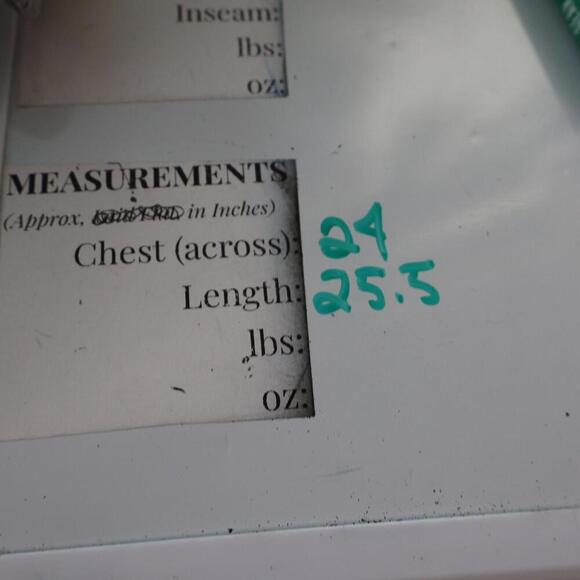 Inseam:
lbs:
oz:
MEASUREMENTS
(Approx, in Inches)
Chest (across): 24
Length: 25.5
lbs:
oz: